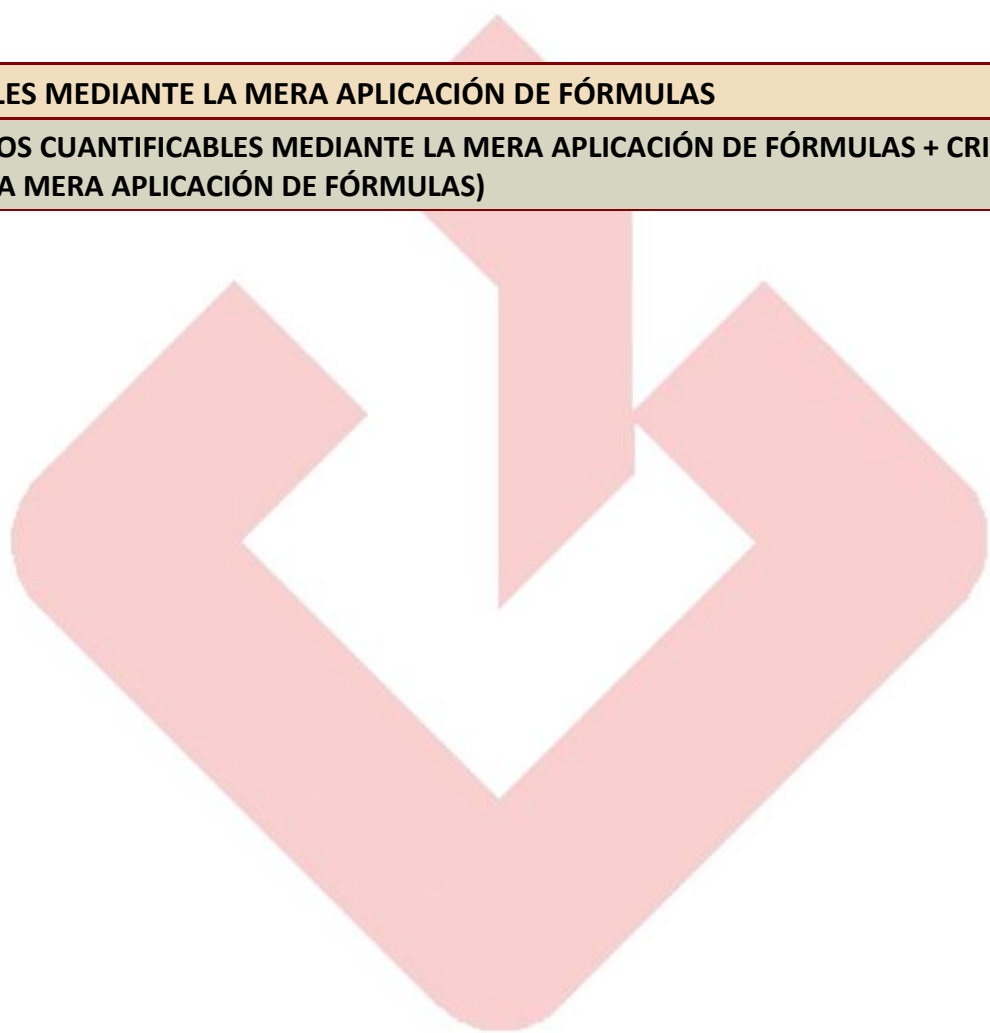 LES MEDIANTE LA MERA APLICACIÓN DE FÓRMULAS
OS CUANTIFICABLES MEDIANTE LA MERA APLICACIÓN DE FÓRMULAS + CRI
A MERA APLICACIÓN DE FÓRMULAS)